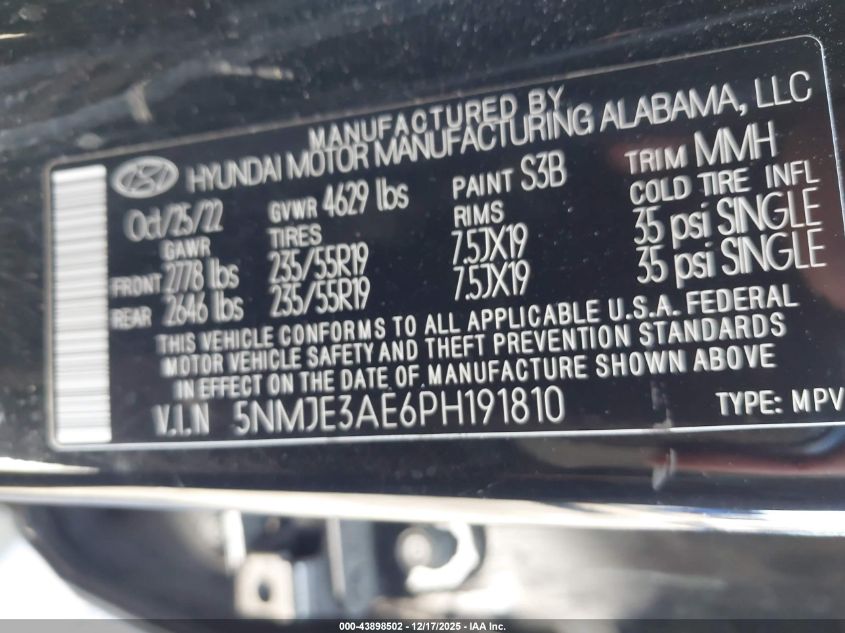 MANUFACTURED BY
HYUNDAI MOTOR MANUFACTURING ALABAMA, LLC
Oct/25/22 GVWR 4629 lbs PAINT S3B TRIM MMH
GAWR TIRES RIMS COLD TIRE INFL
FRONT 2778 lbs 235/55R19 7.5JX19 35 psi SINGLE
REAR 2646 lbs 235/55R19 7.5JX19 35 psi SINGLE
THIS VEHICLE CONFORMS TO ALL APPLICABLE U.S.A. FEDERAL
MOTOR VEHICLE SAFETY AND THEFT PREVENTION STANDARDS
IN EFFECT ON THE DATE OF MANUFACTURE SHOWN ABOVE
V.I.N 5NMJE3AE6PH191810 TYPE: MPV
000-43898502 - 12/17/2025 - IAA Inc.